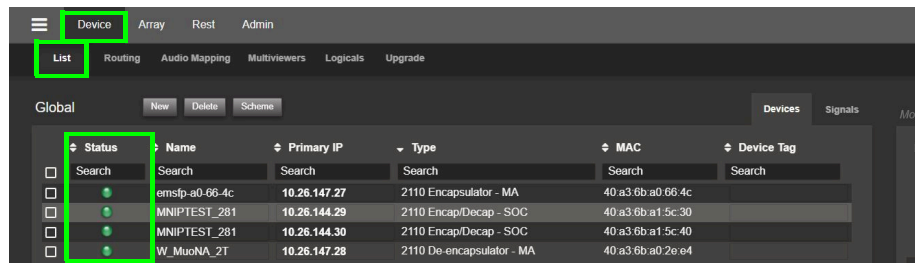 Device Array Rest Admin
List Routing Audio Mapping Multiviewers Logicals Upgrade
Global New Delete Scheme Devices Signals Mo
Status Name Primary IP Type MAC Device Tag
Search Search Search Search Search Search
emsfp-a0-66-4c 10.26.147.27 2110 Encapsulator - MA 40:a3:6b:a0:66:4c
MNIPTEST_281 10.26.144.29 2110 Encap/Decap - SOC 40:a3:6b:a1:5c:30
MNIPTEST_281 10.26.144.30 2110 Encap/Decap - SOC 40:a3:6b:a1:5c:40
W_MuoNA_2T 10.26.147.28 2110 De-encapsulator - MA 40:a3:6b:a0:2e:e4